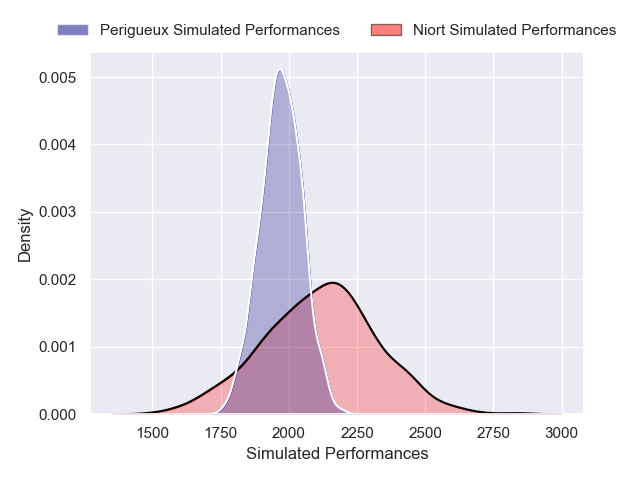 Perigueux Simulated Performances
Niort Simulated Performances
0.005
0.004
0.003
0.002
0.001
0.000
Density
1500 1750 2000 2250 2500 2750 3000
Simulated Performances